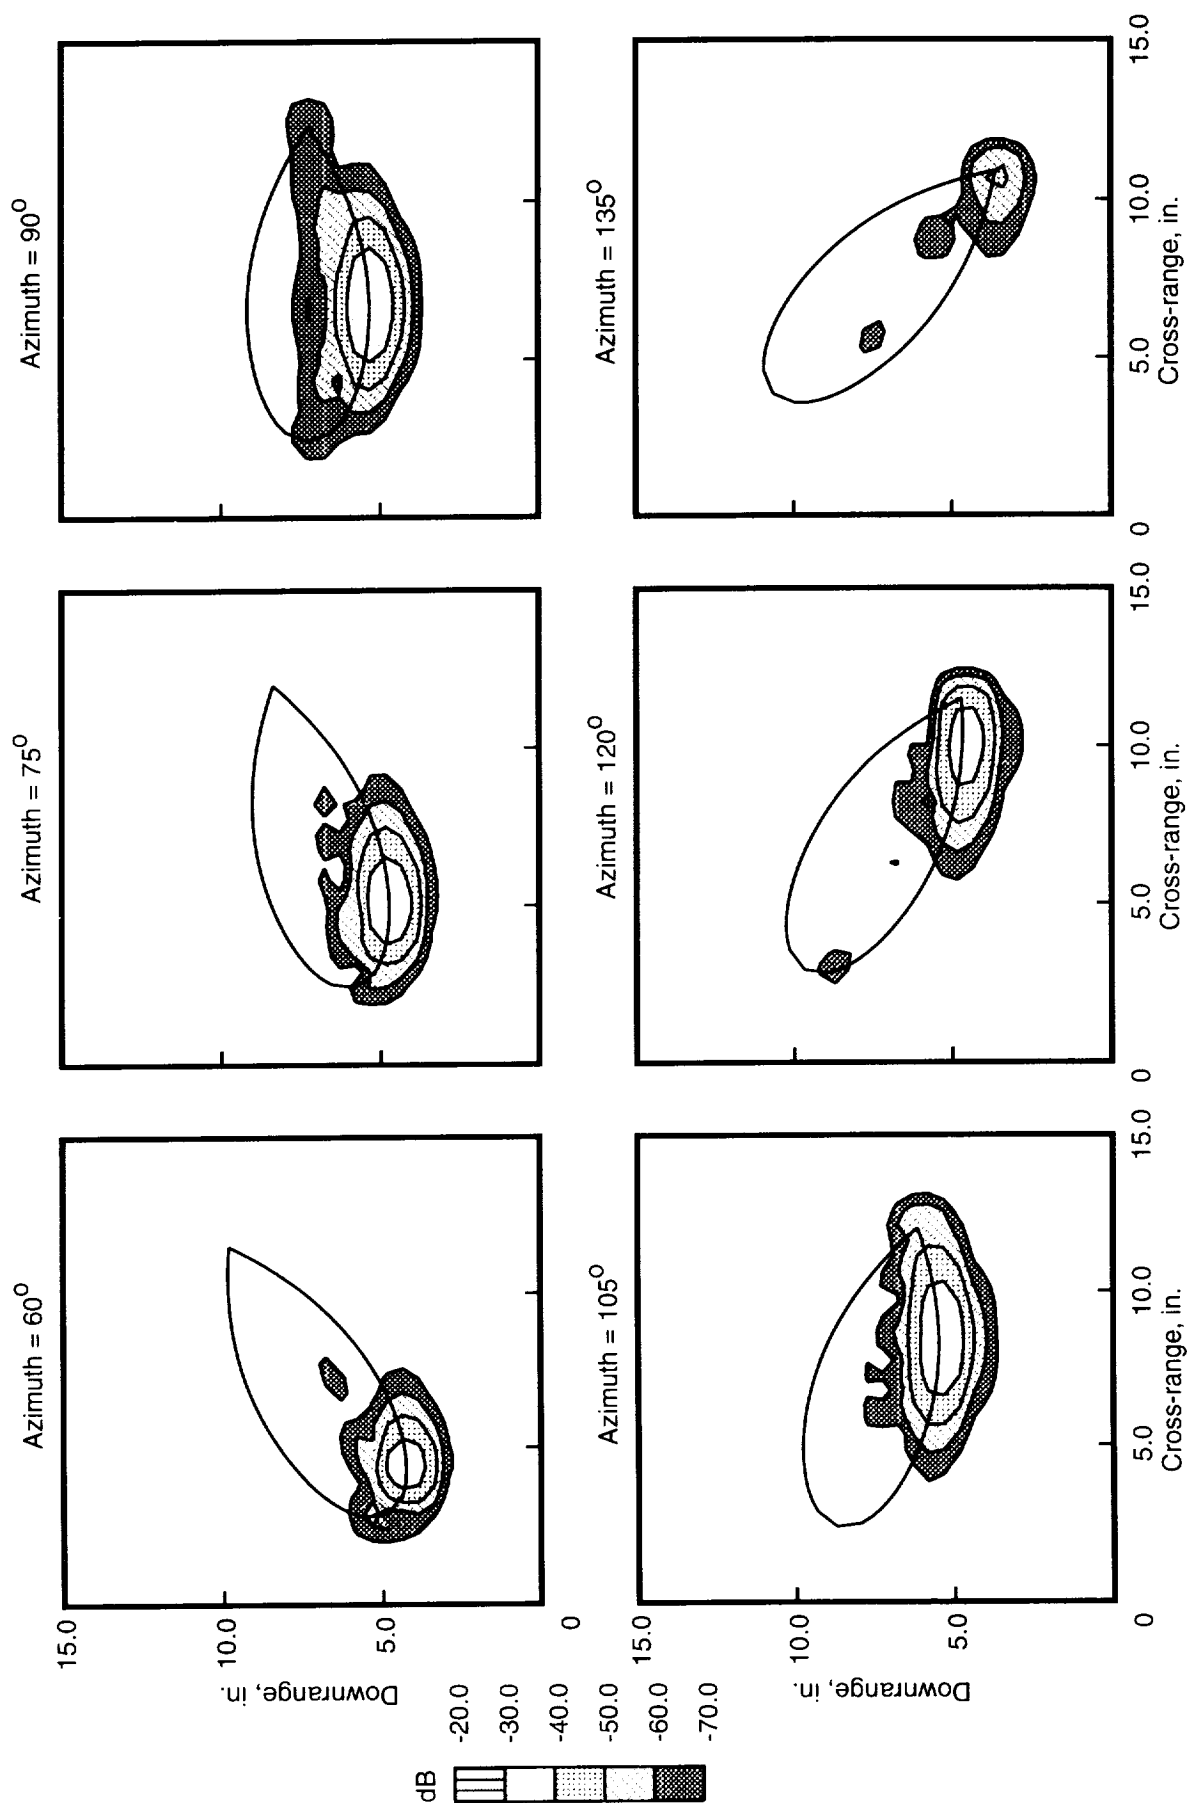 Azimuth = 60°
Azimuth = 75°
Azimuth = 90°
15.0
10.0
5.0
0
Downrange, in.
dB
-20.0
-30.0
-40.0
-50.0
-60.0
-70.0
Azimuth = 105°
Azimuth = 120°
Azimuth = 135°
15.0
10.0
5.0
Downrange, in.
0
5.0
10.0
15.0
Cross-range, in.
0
5.0
10.0
15.0
Cross-range, in.
0
5.0
10.0
15.0
Cross-range, in.